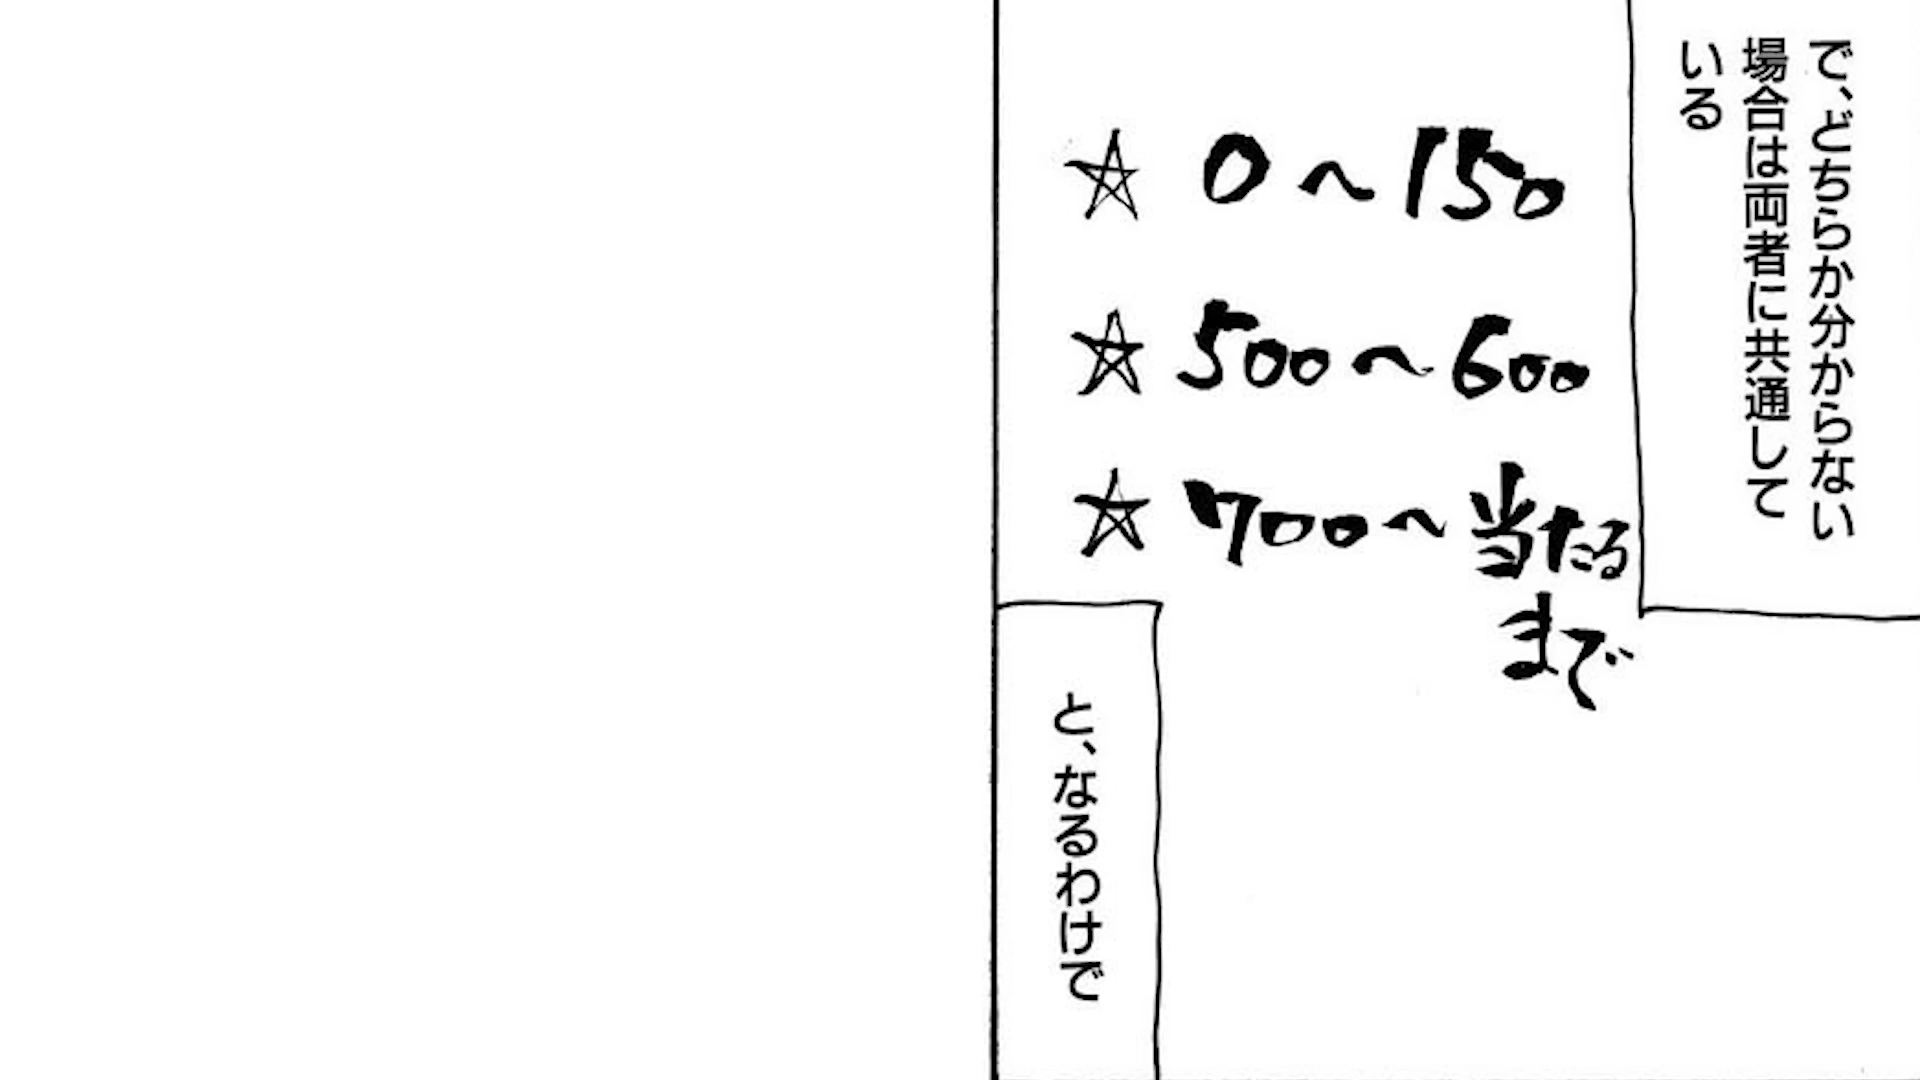 で、どちらか分からない
場合は両者に共通して
いる
☆ 0〜150
☆ 500〜600
☆ 700〜当たる
まで
と、なるわけで